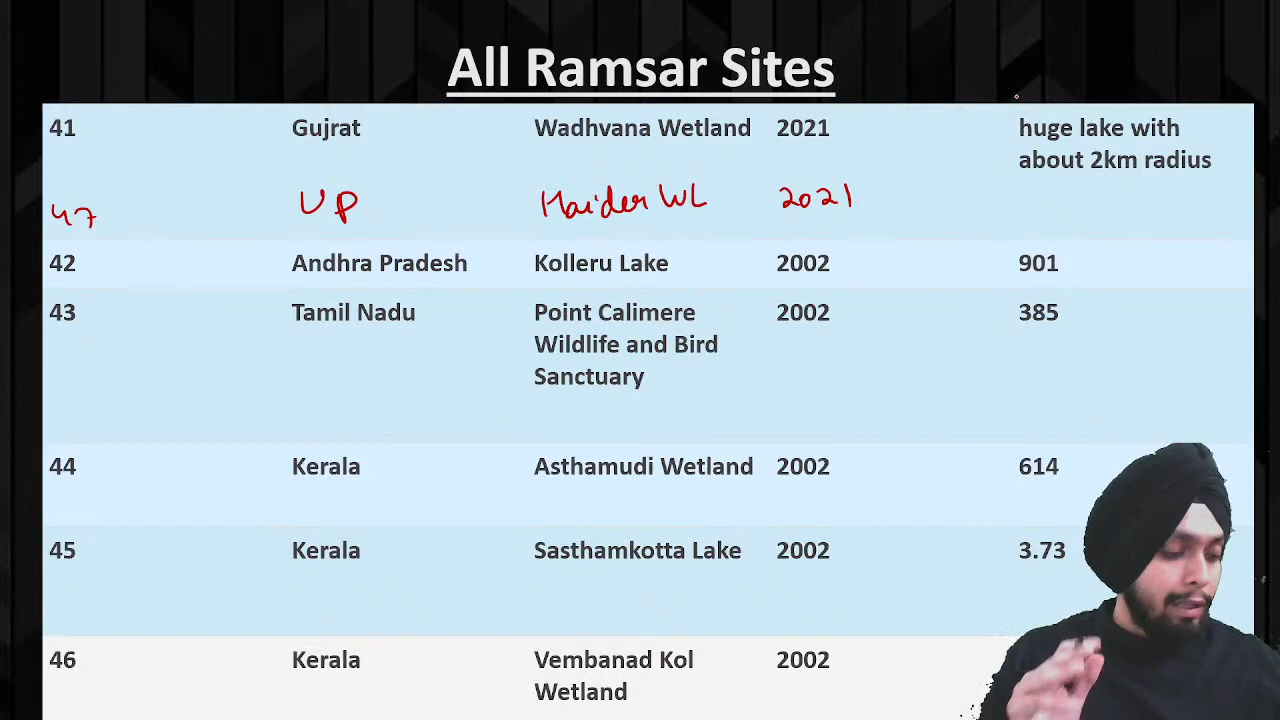 All Ramsar Sites
41 Gujrat Wadhvana Wetland 2021 huge lake with
about 2km radius
47 UP Haider WL 2021
42 Andhra Pradesh Kolleru Lake 2002 901
43 Tamil Nadu Point Calimere 2002 385
Wildlife and Bird
Sanctuary
44 Kerala Asthamudi Wetland 2002 614
45 Kerala Sasthamkotta Lake 2002 3.73
46 Kerala Vembanad Kol 2002
Wetland